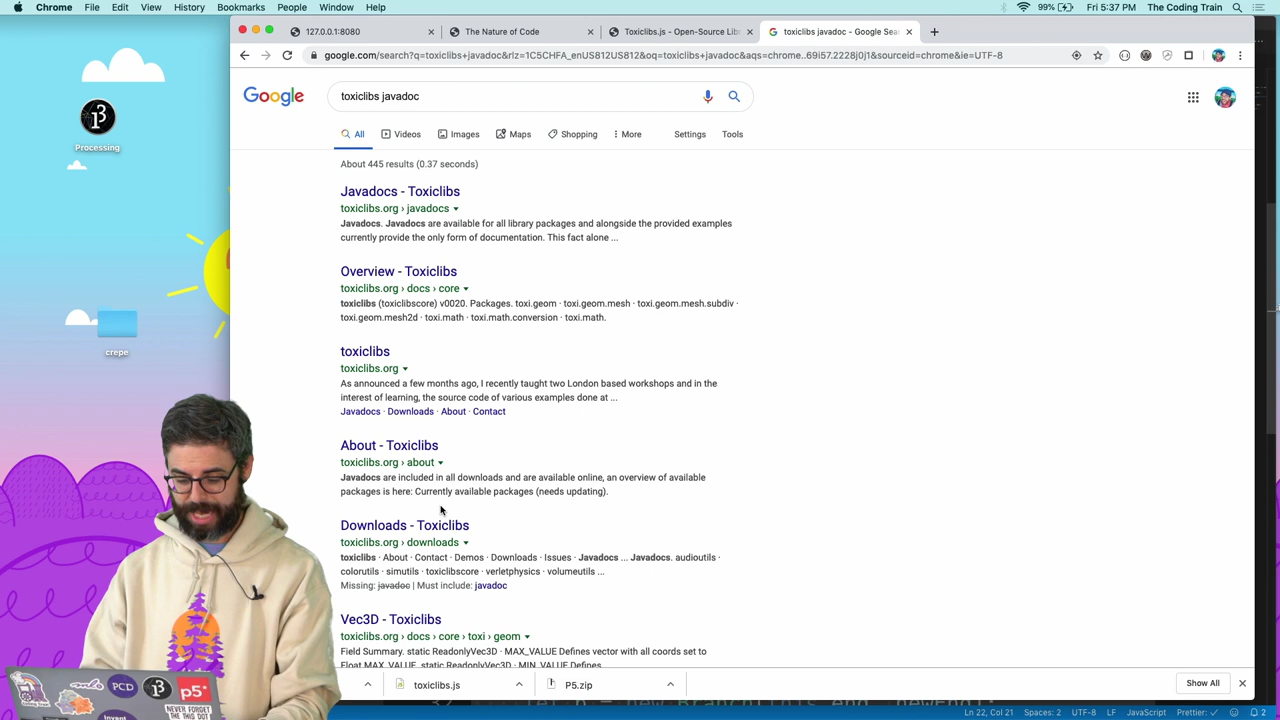 Chrome File Edit View History Bookmarks People Window Help
99% Fri 5:37 PM The Coding Train
127.0.0.1:8080
The Nature of Code
Toxiclibs.js - Open-Source Lib
toxiclibs javadoc - Google Sea
google.com/search?q=toxiclibs+javadoc&rlz=1C5CHFA_enUS812US812&oq=toxiclibs+javadoc&aqs=chrome..69i57.2228j0j1&sourceid=chrome&ie=UTF-8
Google
toxiclibs javadoc
All Videos Images Maps Shopping More Settings Tools
About 445 results (0.37 seconds)
Javadocs - Toxiclibs
toxiclibs.org › javadocs
Javadocs. Javadocs are available for all library packages and alongside the provided examples
currently provide the only form of documentation. This fact alone ...
Overview - Toxiclibs
toxiclibs.org › docs › core
toxiclibs (toxiclibscore) v0020. Packages. toxi.geom · toxi.geom.mesh · toxi.geom.mesh.subdiv ·
toxi.geom.mesh2d · toxi.math · toxi.math.conversion · toxi.math.
toxiclibs
toxiclibs.org
As announced a few months ago, I recently taught two London based workshops and in the
interest of learning, the source code of various examples done at ...
Javadocs · Downloads · About · Contact
About - Toxiclibs
toxiclibs.org › about
Javadocs are included in all downloads and are available online, an overview of available
packages is here: Currently available packages (needs updating).
Downloads - Toxiclibs
toxiclibs.org › downloads
toxiclibs · About · Contact · Demos · Downloads · Issues · Javadocs ... Javadocs. audioutils ·
colorutils · simutils · toxiclibscore · verletphysics · volumeutils ...
Missing: javadoc | Must include: javadoc
Vec3D - Toxiclibs
toxiclibs.org › docs › core › toxi › geom
Field Summary. static ReadonlyVec3D · MAX_VALUE Defines vector with all coords set to
Float.MAX_VALUE. static ReadonlyVec3D · MIN_VALUE Defines
toxiclibs.js
P5.zip
Show All
Ln 22, Col 21 Spaces: 2 UTF-8 LF JavaScript Prettier: ✓ 2
Processing
crepe
PCD
p5*
NEVER FORGET
THE THIS DOT